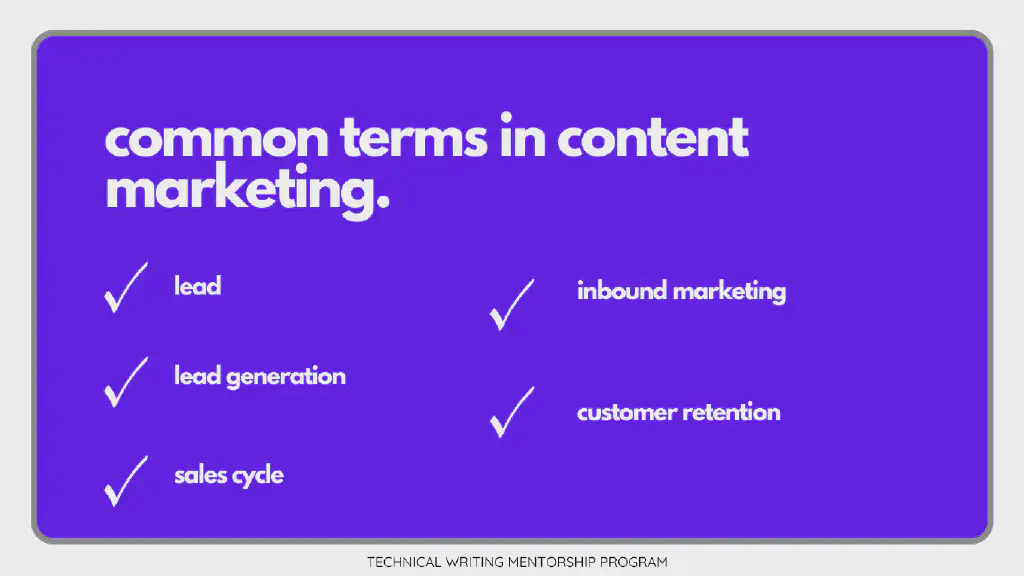 common terms in content
marketing.
lead
lead generation
sales cycle
inbound marketing
customer retention
TECHNICAL WRITING MENTORSHIP PROGRAM